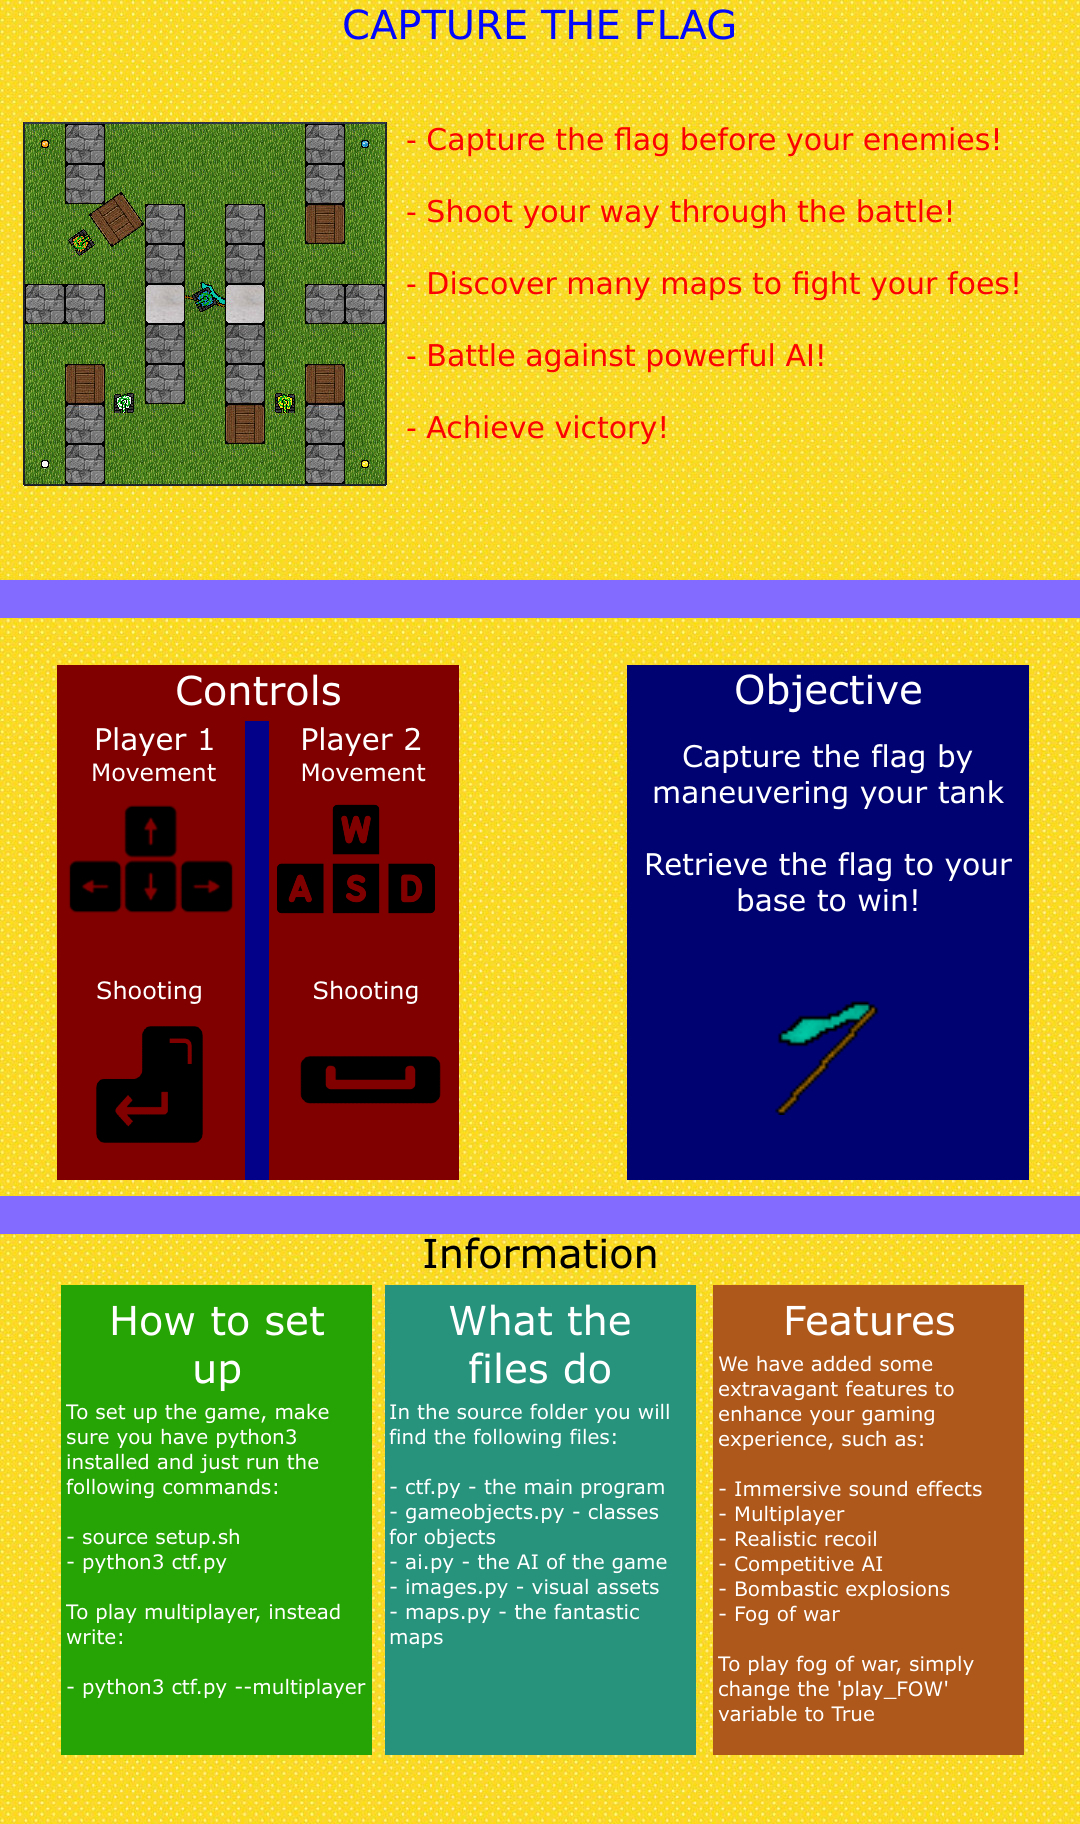 CAPTURE THE FLAG
- Capture the flag before your enemies!
- Shoot your way through the battle!
- Discover many maps to fight your foes!
- Battle against powerful AI!
- Achieve victory!
Controls
Player 1
Movement
Shooting
Player 2
Movement
W
A S D
Shooting
Objective
Capture the flag by
maneuvering your tank
Retrieve the flag to your
base to win!
Information
How to set
up
To set up the game, make
sure you have python3
installed and just run the
following commands:
- source setup.sh
- python3 ctf.py
To play multiplayer, instead
write:
- python3 ctf.py --multiplayer
What the
files do
In the source folder you will
find the following files:
- ctf.py - the main program
- gameobjects.py - classes
for objects
- ai.py - the AI of the game
- images.py - visual assets
- maps.py - the fantastic
maps
Features
We have added some
extravagant features to
enhance your gaming
experience, such as:
- Immersive sound effects
- Multiplayer
- Realistic recoil
- Competitive AI
- Bombastic explosions
- Fog of war
To play fog of war, simply
change the 'play_FOW'
variable to True